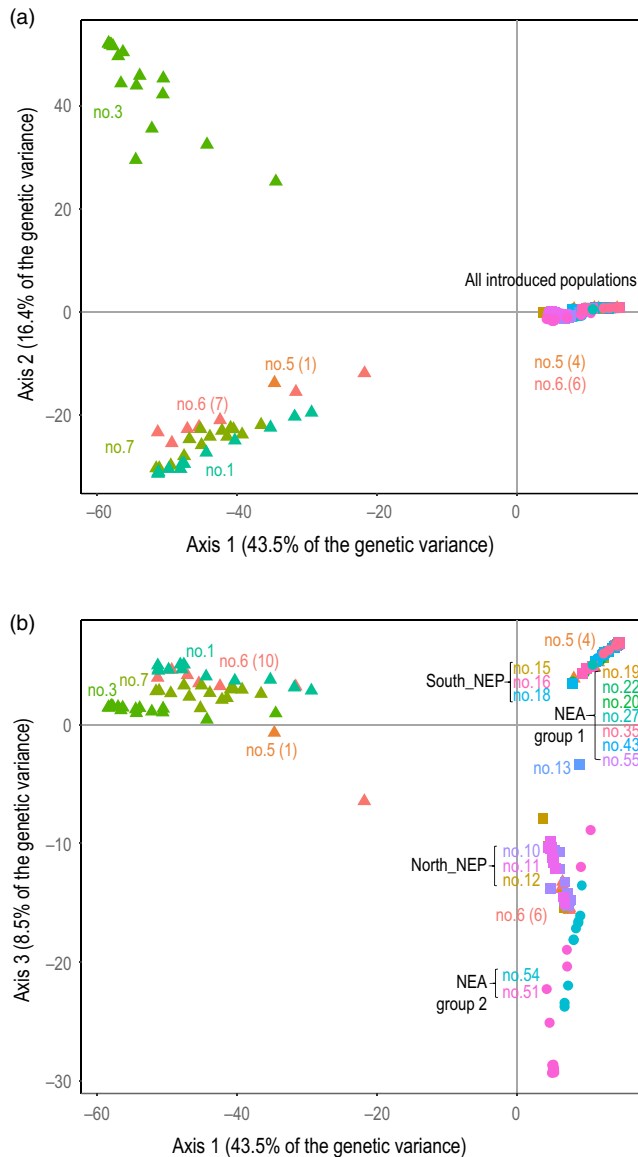 (a)
40
20
0
−20
−60
−40
−20
0
Axis 2 (16.4% of the genetic variance)
Axis 1 (43.5% of the genetic variance)
no.3
All introduced populations
no.5 (4)
no.6 (6)
no.5 (1)
no.6 (7)
no.7
no.1
(b)
0
−10
−20
−30
−60
−40
−20
0
Axis 3 (8.5% of the genetic variance)
Axis 1 (43.5% of the genetic variance)
no.1
no.6 (10)
no.7
no.3
no.5 (1)
no.5 (4)
South_NEP
no.15
no.16
no.18
NEA
group 1
no.19
no.22
no.20
no.27
no.35
no.43
no.55
no.13
North_NEP
no.10
no.11
no.12
no.6 (6)
NEA
group 2
no.54
no.51